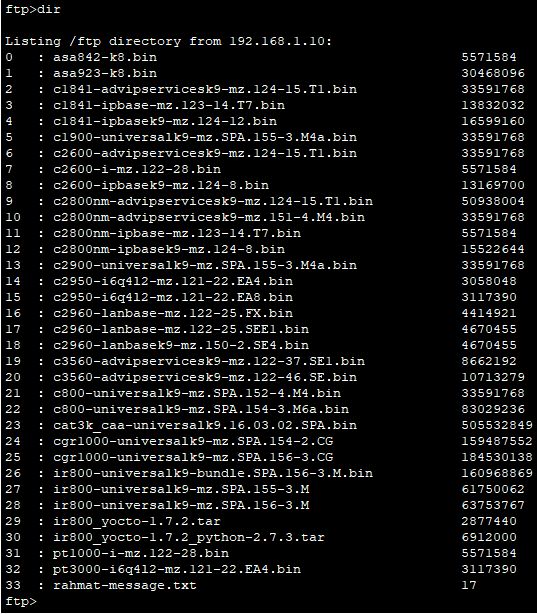 ftp>dir
Listing /ftp directory from 192.168.1.10:
0 : asa842-k8.bin 5571584
1 : asa923-k8.bin 30468096
2 : c1841-advipservicesk9-mz.124-15.T1.bin 33591768
3 : c1841-ipbase-mz.123-14.T7.bin 13832032
4 : c1841-ipbasek9-mz.124-12.bin 16599160
5 : c1900-universalk9-mz.SPA.155-3.M4a.bin 33591768
6 : c2600-advipservicesk9-mz.124-15.T1.bin 33591768
7 : c2600-i-mz.122-28.bin 5571584
8 : c2600-ipbasek9-mz.124-8.bin 13169700
9 : c2800nm-advipservicesk9-mz.124-15.T1.bin 50938004
10 : c2800nm-advipservicesk9-mz.151-4.M4.bin 33591768
11 : c2800nm-ipbase-mz.123-14.T7.bin 5571584
12 : c2800nm-ipbasek9-mz.124-8.bin 15522644
13 : c2900-universalk9-mz.SPA.155-3.M4a.bin 33591768
14 : c2950-i6q4l2-mz.121-22.EA4.bin 3058048
15 : c2950-i6q4l2-mz.121-22.EA8.bin 3117390
16 : c2960-lanbase-mz.122-25.FX.bin 4414921
17 : c2960-lanbase-mz.122-25.SEE1.bin 4670455
18 : c2960-lanbasek9-mz.150-2.SE4.bin 4670455
19 : c3560-advipservicesk9-mz.122-37.SE1.bin 8662192
20 : c3560-advipservicesk9-mz.122-46.SE.bin 10713279
21 : c800-universalk9-mz.SPA.152-4.M4.bin 33591768
22 : c800-universalk9-mz.SPA.154-3.M6a.bin 83029236
23 : cat3k_caa-universalk9.16.03.02.SPA.bin 505532849
24 : cgr1000-universalk9-mz.SPA.154-2.CG 159487552
25 : cgr1000-universalk9-mz.SPA.156-3.CG 184530138
26 : ir800-universalk9-bundle.SPA.156-3.M.bin 160968869
27 : ir800-universalk9-mz.SPA.155-3.M 61750062
28 : ir800-universalk9-mz.SPA.156-3.M 63753767
29 : ir800_yocto-1.7.2.tar 2877440
30 : ir800_yocto-1.7.2_python-2.7.3.tar 6912000
31 : pt1000-i-mz.122-28.bin 5571584
32 : pt3000-i6q4l2-mz.121-22.EA4.bin 3117390
33 : rahmat-message.txt 17
ftp>